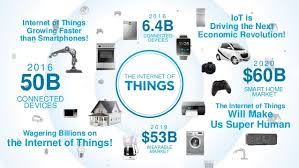 Internet of Things
Growing Faster
than Smartphones!
2016
6.4B
CONNECTED
DEVICES
IoT is
Driving the Next
Economic Revolution!
2016
50B
CONNECTED
DEVICES
THE INTERNET OF
THINGS
2020
$60B
SMART HOME
MARKET
Wagering Billions on
the Internet of Things!
2019
$53B
WEARABLE
MARKET
The Internet of Things
Will Make
Us Super Human